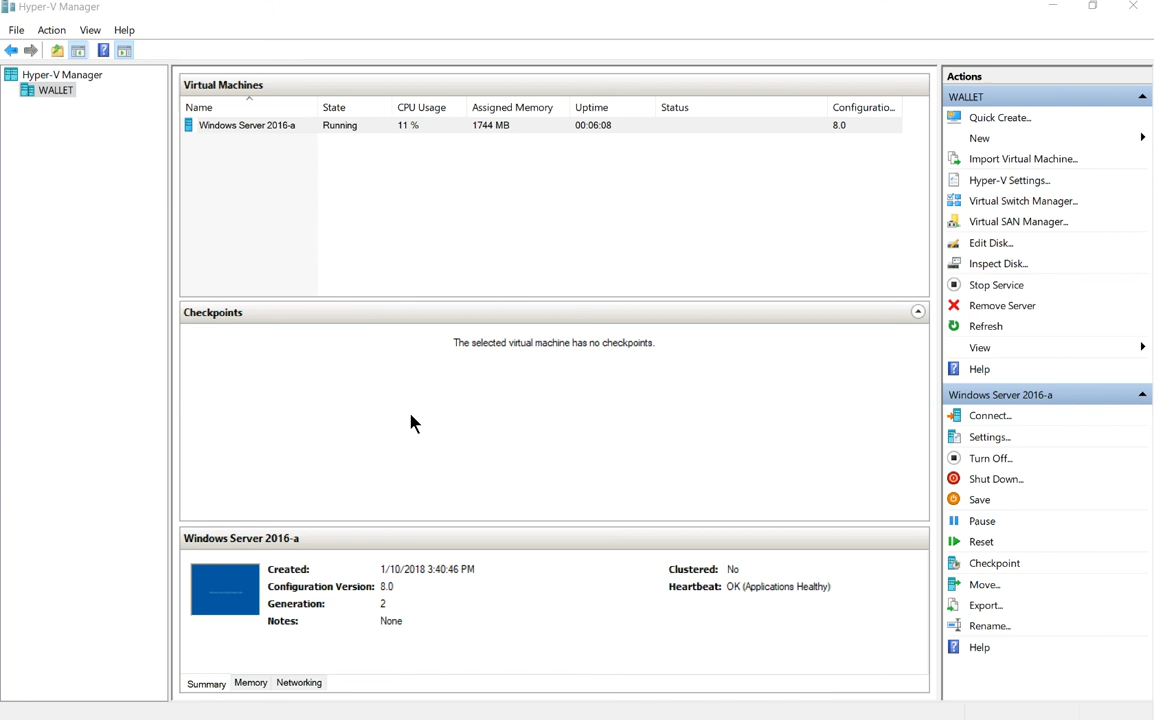 Hyper-V Manager
File Action View Help
Hyper-V Manager
WALLET
Virtual Machines
Name State CPU Usage Assigned Memory Uptime Status Configuratio...
Windows Server 2016-a Running 11 % 1744 MB 00:06:08 8.0
Checkpoints
The selected virtual machine has no checkpoints.
Windows Server 2016-a
Created: 1/10/2018 3:40:46 PM Clustered: No
Configuration Version: 8.0 Heartbeat: OK (Applications Healthy)
Generation: 2
Notes: None
Summary Memory Networking
Actions
WALLET
Quick Create...
New
Import Virtual Machine...
Hyper-V Settings...
Virtual Switch Manager...
Virtual SAN Manager...
Edit Disk...
Inspect Disk...
Stop Service
Remove Server
Refresh
View
Help
Windows Server 2016-a
Connect...
Settings...
Turn Off...
Shut Down...
Save
Pause
Reset
Checkpoint
Move...
Export...
Rename...
Help